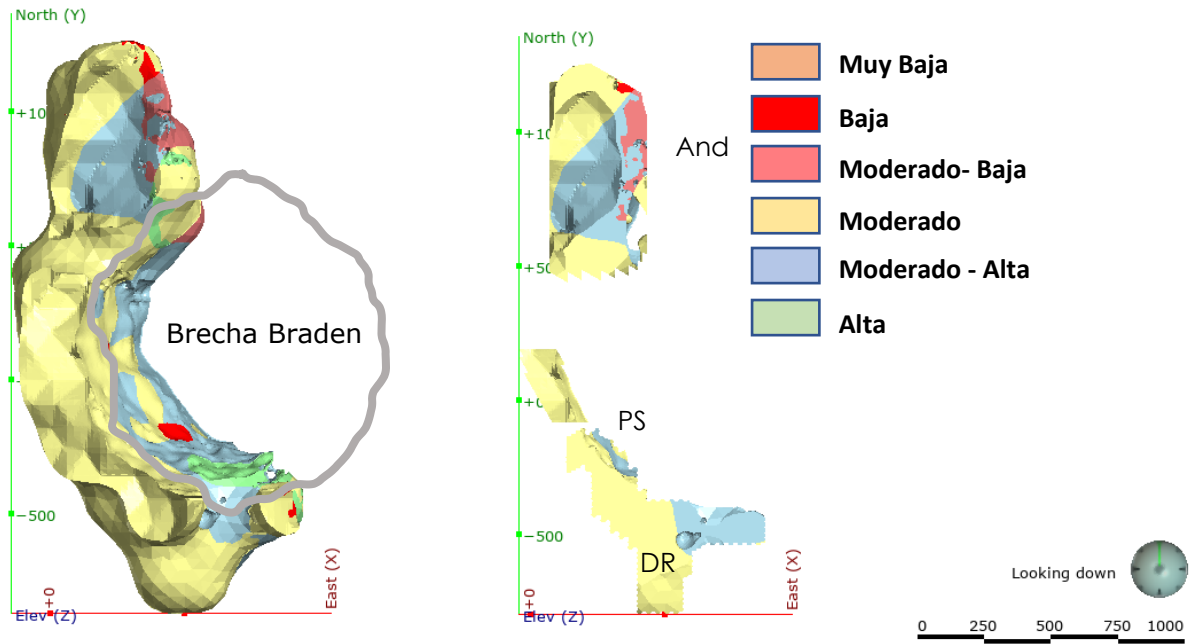 North (Y)
+10
+
Brecha Braden
-
−500
East (X)
Elev (Z)
+0
North (Y)
+10
And
+50
+0
PS
−500
DR
East (X)
Elev (Z)
+0
Muy Baja
Baja
Moderado- Baja
Moderado
Moderado - Alta
Alta
Looking down
0
250
500
750
1000